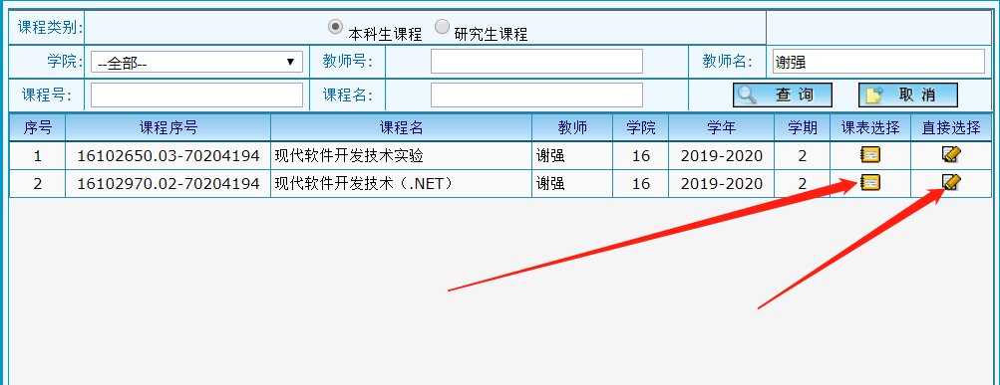 课程类别: 本科生课程 研究生课程
学院: --全部-- 教师号: 教师名: 谢强
课程号: 课程名: 查 询 取 消
序号 课程序号 课程名 教师 学院 学年 学期 课表选择 直接选择
1 16102650.03-70204194 现代软件开发技术实验 谢强 16 2019-2020 2
2 16102970.02-70204194 现代软件开发技术（.NET） 谢强 16 2019-2020 2